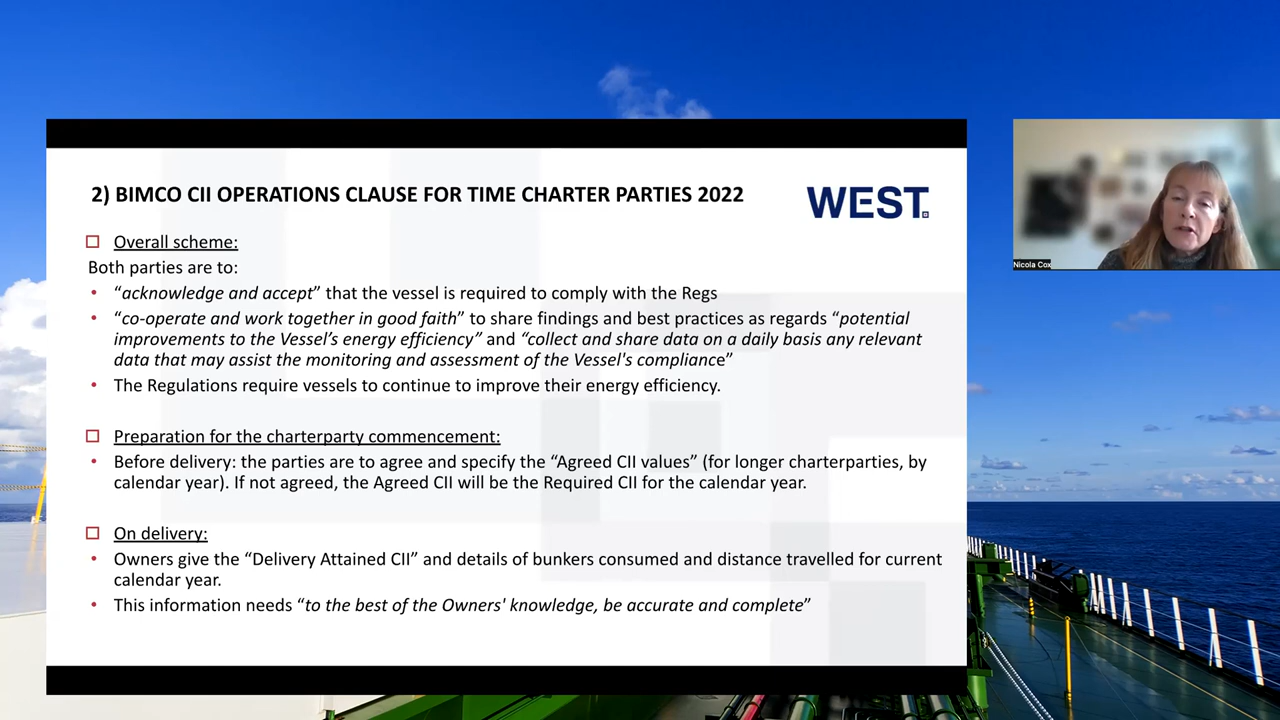 2) BIMCO CII OPERATIONS CLAUSE FOR TIME CHARTER PARTIES 2022
WEST.
Overall scheme:
Both parties are to:
• “acknowledge and accept” that the vessel is required to comply with the Regs
• “co-operate and work together in good faith” to share findings and best practices as regards “potential
improvements to the Vessel’s energy efficiency” and “collect and share data on a daily basis any relevant
data that may assist the monitoring and assessment of the Vessel's compliance”
• The Regulations require vessels to continue to improve their energy efficiency.
Preparation for the charterparty commencement:
• Before delivery: the parties are to agree and specify the “Agreed CII values” (for longer charterparties, by
calendar year). If not agreed, the Agreed CII will be the Required CII for the calendar year.
On delivery:
• Owners give the “Delivery Attained CII” and details of bunkers consumed and distance travelled for current
calendar year.
• This information needs “to the best of the Owners' knowledge, be accurate and complete”
Nicola Cox